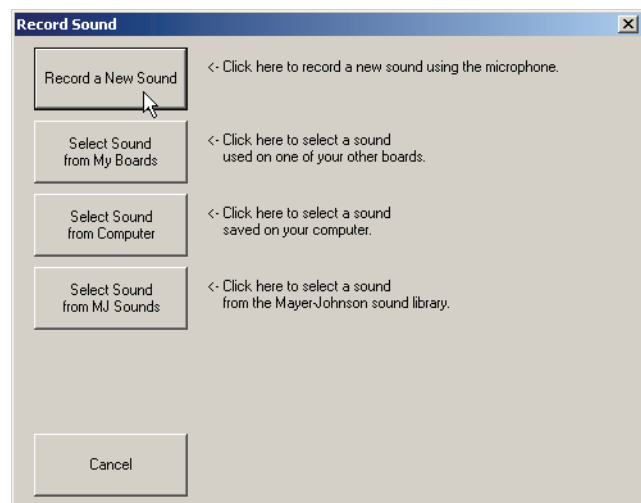 Record Sound
Record a New Sound
<- Click here to record a new sound using the microphone.
Select Sound
from My Boards
<- Click here to select a sound
used on one of your other boards.
Select Sound
from Computer
<- Click here to select a sound
saved on your computer.
Select Sound
from MJ Sounds
<- Click here to select a sound
from the Mayer-Johnson sound library.
Cancel